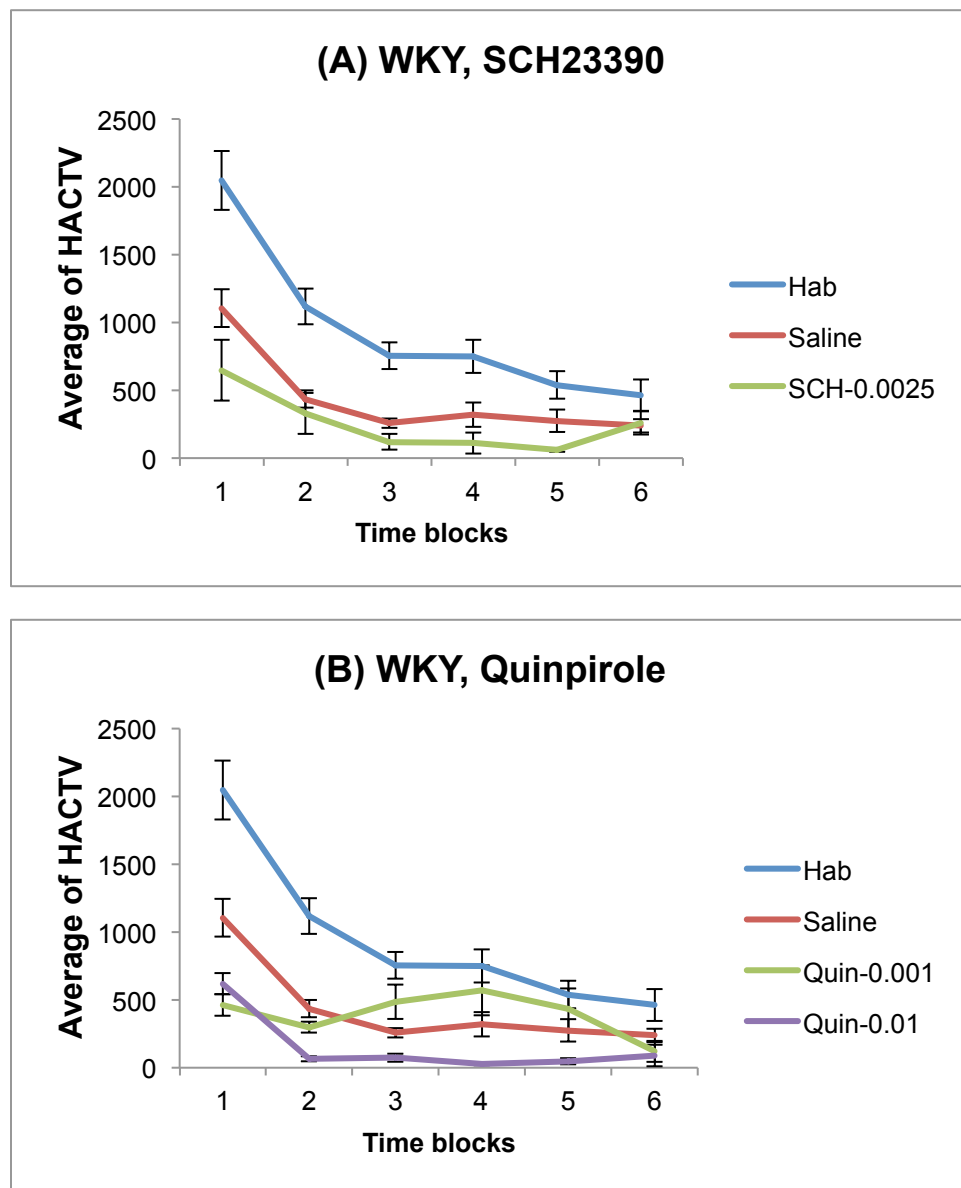 (A) WKY, SCH23390
Average of HACTV
2500
2000
1500
1000
500
0
1 2 3 4 5 6
Time blocks
Hab
Saline
SCH-0.0025
(B) WKY, Quinpirole
Average of HACTV
2500
2000
1500
1000
500
0
1 2 3 4 5 6
Time blocks
Hab
Saline
Quin-0.001
Quin-0.01